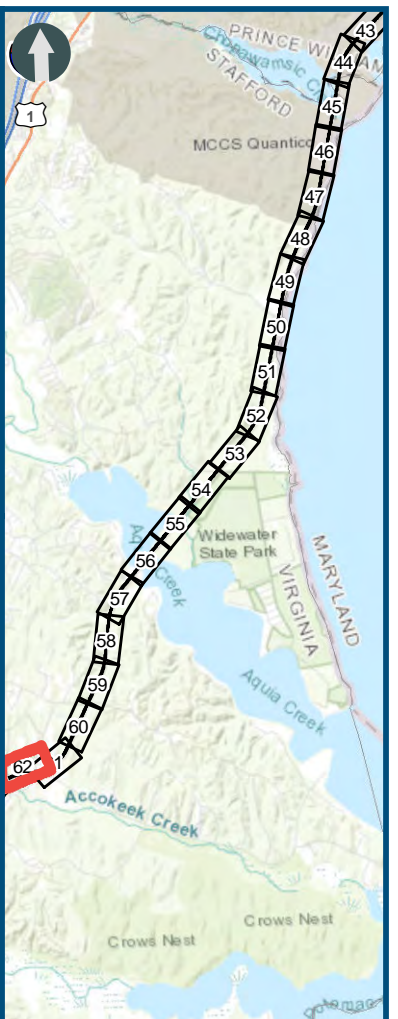 43
PRINCE WILLIAM
Chopawamsic
STAFFORD
44
1
45
MCCS Quantico
46
47
48
49
50
51
52
53
54
Widewater
State Park
55
MARYLAND
VIRGINIA
56
57
Creek
58
Aquia Creek
59
60
62
Accokeek Creek
Crows Nest
Crows Nest
Potomac